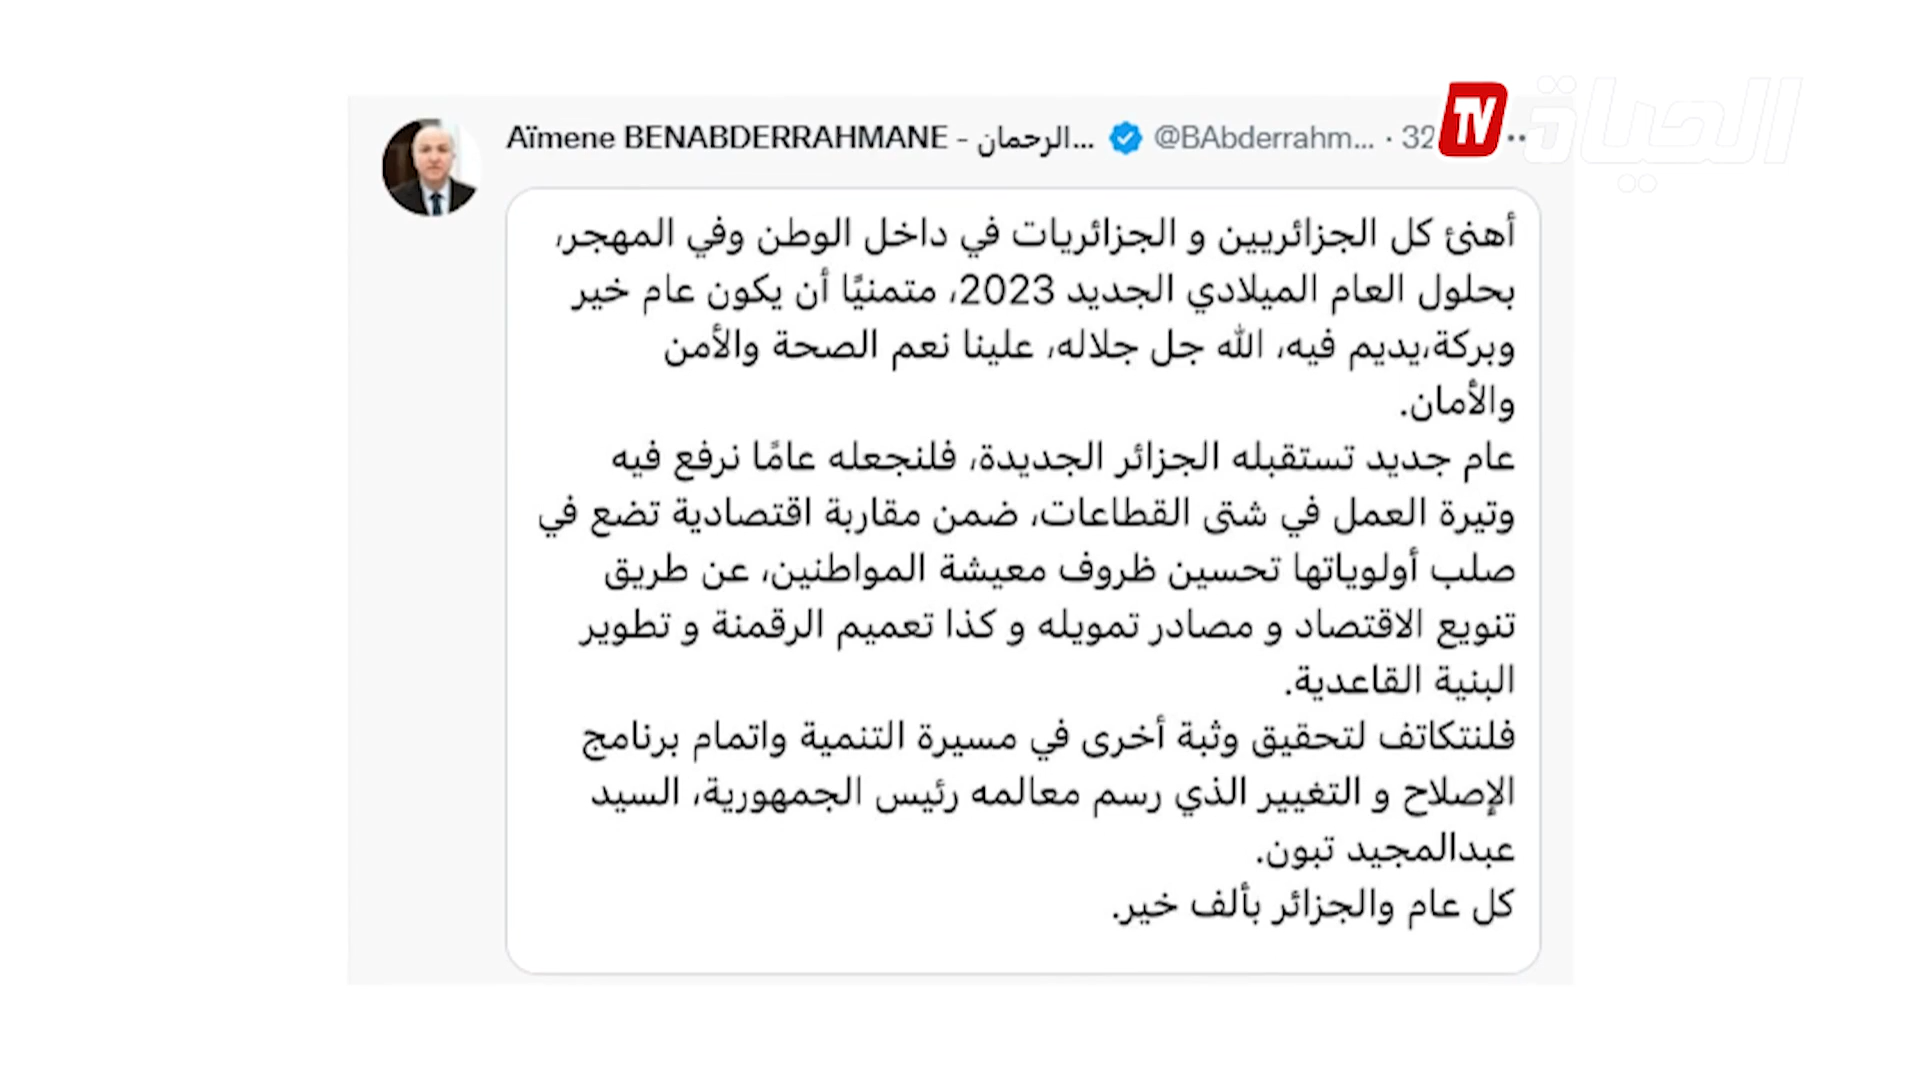 Aïmene BENABDERRAHMANE - الرحمان... @BAbderrahm... · 32
TV الحياة
أهنئ كل الجزائريين و الجزائريات في داخل الوطن وفي المهجر،
بحلول العام الميلادي الجديد 2023، متمنيًا أن يكون عام خير
وبركة،يديم فيه، الله جل جلاله، علينا نعم الصحة والأمن
والأمان.
عام جديد تستقبله الجزائر الجديدة، فلنجعله عامًا نرفع فيه
وتيرة العمل في شتى القطاعات، ضمن مقاربة اقتصادية تضع في
صلب أولوياتها تحسين ظروف معيشة المواطنين، عن طريق
تنويع الاقتصاد و مصادر تمويله و كذا تعميم الرقمنة و تطوير
البنية القاعدية.
فلنتكاتف لتحقيق وثبة أخرى في مسيرة التنمية واتمام برنامج
الإصلاح و التغيير الذي رسم معالمه رئيس الجمهورية، السيد
عبدالمجيد تبون.
كل عام والجزائر بألف خير.